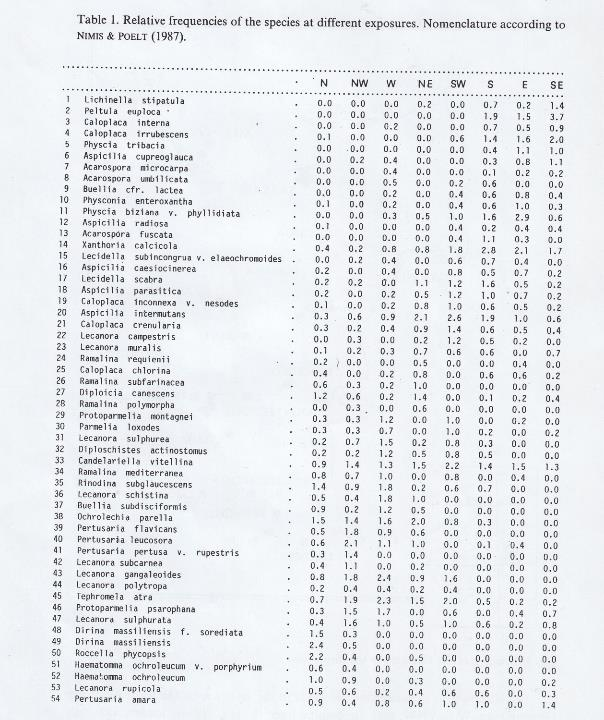 Table 1. Relative frequencies of the species at different exposures. Nomenclature according to
NIMIS & POELT (1987).
N NW W NE SW S E SE
1 Lichinella stipatula . 0.0 0.0 0.0 0.2 0.0 0.7 0.2 1.4
2 Peltula euploca . 0.0 0.0 0.0 0.0 0.0 1.9 1.5 3.7
3 Caloplaca interna . 0.0 0.0 0.2 0.0 0.0 0.7 0.5 0.9
4 Caloplaca irrubescens . 0.1 0.0 0.0 0.0 0.6 1.4 1.6 2.0
5 Physcia tribacia . 0.0 0.0 0.0 0.0 0.0 0.4 1.1 1.0
6 Aspicilia cupreoglauca . 0.0 0.2 0.4 0.0 0.0 0.3 0.8 1.1
7 Acarospora microcarpa . 0.0 0.0 0.4 0.0 0.0 0.1 0.2 0.2
8 Acarospora umbilicata . 0.0 0.0 0.5 0.0 0.2 0.6 0.0 0.0
9 Buellia cfr. lactea . 0.0 0.0 0.2 0.0 0.4 0.6 0.8 0.4
10 Physconia enteroxantha . 0.1 0.0 0.2 0.0 0.4 0.6 1.0 0.3
11 Physcia biziana v. phyllidiata . 0.0 0.0 0.3 0.5 1.0 1.6 2.9 0.6
12 Aspicilia radiosa . 0.1 0.0 0.0 0.0 0.4 0.2 0.4 0.4
13 Acarospora fuscata . 0.0 0.0 0.0 0.0 0.4 1.1 0.3 0.0
14 Xanthoria calcicola . 0.4 0.2 0.8 0.8 1.8 2.8 2.1 1.7
15 Lecidella subincongrua v. elaeochromoides . 0.0 0.2 0.4 0.0 0.6 0.7 0.4 0.0
16 Aspicilia caesiocinerea . 0.2 0.0 0.4 0.0 0.8 0.5 0.7 0.2
17 Lecidella scabra . 0.2 0.2 0.0 1.1 1.2 1.6 0.5 0.2
18 Aspicilia parasitica . 0.2 0.0 0.2 0.5 1.2 1.0 0.7 0.2
19 Caloplaca inconnexa v. nesodes . 0.1 0.0 0.2 0.8 1.0 0.6 0.5 0.2
20 Aspicilia intermutans . 0.3 0.6 0.9 2.1 2.6 1.9 1.0 0.6
21 Caloplaca crenularia . 0.3 0.2 0.4 0.9 1.4 0.6 0.5 0.4
22 Lecanora campestris . 0.0 0.3 0.0 0.2 1.2 0.5 0.2 0.0
23 Lecanora muralis . 0.1 0.2 0.3 0.7 0.6 0.6 0.0 0.7
24 Ramalina requienii . 0.2 0.0 0.0 0.5 0.0 0.0 0.4 0.0
25 Caloplaca chlorina . 0.4 0.0 0.2 0.8 0.0 0.6 0.6 0.2
26 Ramalina subfarinacea . 0.6 0.3 0.2 1.0 0.0 0.0 0.0 0.0
27 Diploicia canescens . 1.2 0.6 0.2 1.4 0.0 0.1 0.2 0.4
28 Ramalina polymorpha . 0.0 0.3 0.0 0.6 0.0 0.0 0.0 0.0
29 Protoparmelia montagnei . 0.3 0.3 1.2 0.0 1.0 0.0 0.2 0.0
30 Parmelia loxodes . 0.3 0.3 0.7 0.0 1.0 0.2 0.0 0.2
31 Lecanora sulphurea . 0.2 0.7 1.5 0.2 0.8 0.3 0.0 0.0
32 Diploschistes actinostomus . 0.2 0.2 1.2 0.5 0.8 0.5 0.0 0.0
33 Candelariella vitellina . 0.9 1.4 1.3 1.5 2.2 1.4 1.5 1.3
34 Ramalina mediterranea . 0.8 0.7 1.0 0.0 0.8 0.0 0.4 0.0
35 Rinodina subglaucescens . 1.4 0.9 1.8 0.2 0.6 0.7 0.0 0.0
36 Lecanora schistina . 0.5 0.4 1.8 1.0 0.0 0.0 0.0 0.0
37 Buellia subdisciformis . 0.9 0.2 1.2 0.5 0.0 0.0 0.0 0.0
38 Ochrolechia parella . 1.5 1.4 1.6 2.0 0.8 0.3 0.0 0.0
39 Pertusaria flavicans . 0.5 1.8 0.9 0.6 0.0 0.0 0.0 0.0
40 Pertusaria leucosora . 0.6 2.1 1.1 1.0 0.0 0.1 0.4 0.0
41 Pertusaria pertusa v. rupestris . 0.3 1.4 0.0 0.0 0.0 0.0 0.0 0.0
42 Lecanora subcarnea . 0.4 1.1 0.0 0.2 0.0 0.0 0.0 0.0
43 Lecanora gangaleoides . 0.8 1.8 2.4 0.9 1.6 0.0 0.0 0.0
44 Lecanora polytropa . 0.2 0.4 0.4 0.2 0.4 0.0 0.0 0.0
45 Tephromela atra . 0.7 1.9 2.3 1.5 2.0 0.5 0.2 0.2
46 Protoparmelia psarophana . 0.3 1.5 1.7 0.0 0.6 0.0 0.4 0.7
47 Lecanora sulphurata . 0.4 1.6 1.0 0.5 1.0 0.6 0.2 0.8
48 Dirina massiliensis f. sorediata . 1.5 0.3 0.0 0.0 0.0 0.0 0.0 0.0
49 Dirina massiliensis . 2.4 0.5 0.0 0.0 0.0 0.0 0.0 0.0
50 Roccella phycopsis . 2.2 0.4 0.0 0.5 0.0 0.0 0.0 0.0
51 Haematomma ochroleucum v. porphyrium . 0.6 0.4 0.0 0.0 0.0 0.0 0.0 0.0
52 Haematomma ochroleucum . 1.0 0.9 0.0 0.3 0.0 0.0 0.0 0.2
53 Lecanora rupicola . 0.5 0.6 0.2 0.4 0.6 0.6 0.0 0.3
54 Pertusaria amara . 0.9 0.4 0.8 0.6 1.0 1.0 0.0 1.4